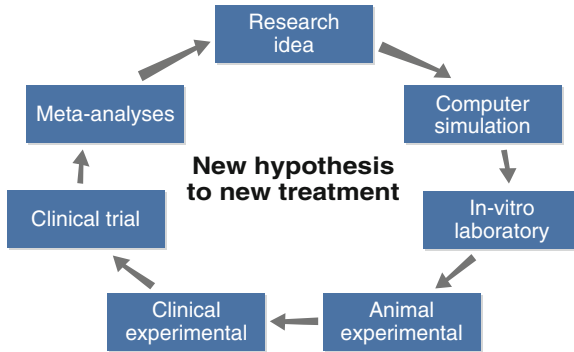 Research
idea
Computer
simulation
In-vitro
laboratory
Animal
experimental
Clinical
experimental
Clinical trial
Meta-analyses
New hypothesis
to new treatment